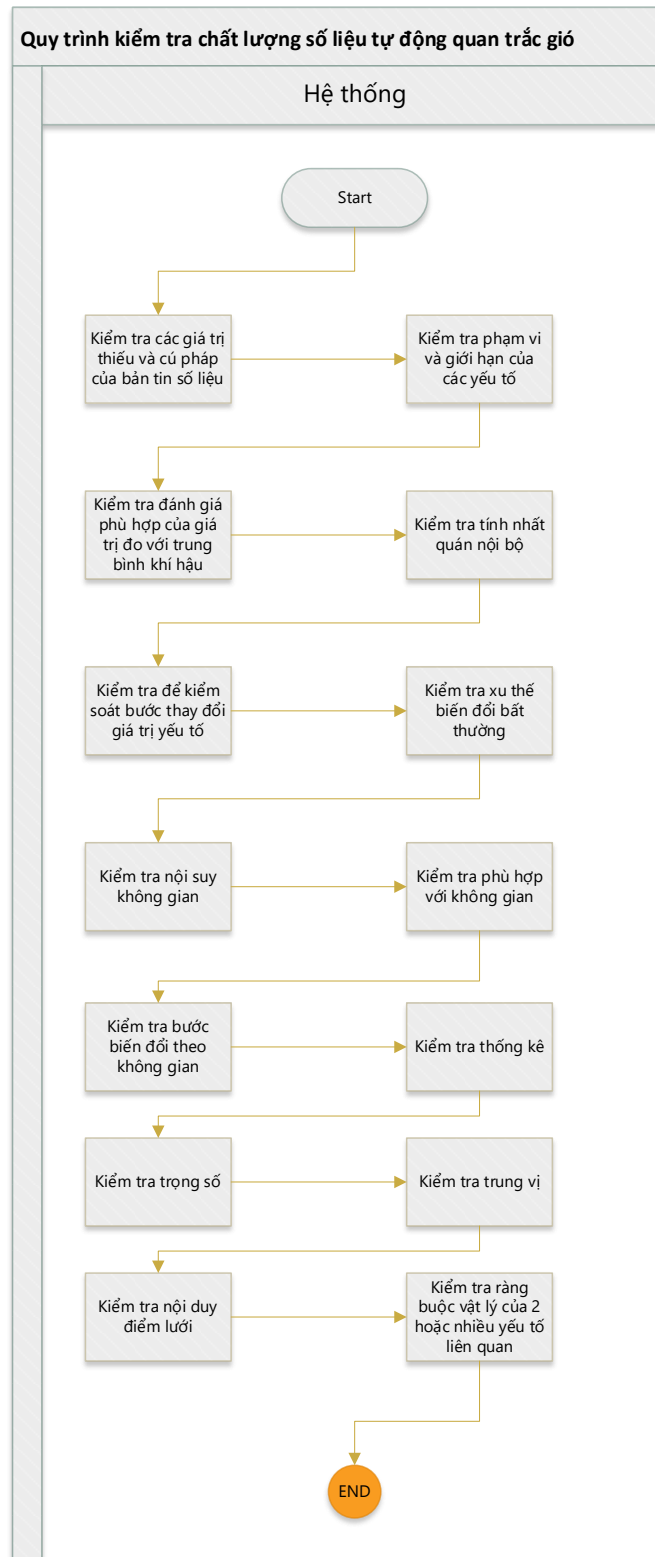 Quy trình kiểm tra chất lượng số liệu tự động quan trắc gió
Hệ thống
Start
Kiểm tra các giá trị
thiếu và cú pháp
của bản tin số liệu
Kiểm tra phạm vi
và giới hạn của
các yếu tố
Kiểm tra đánh giá
phù hợp của giá
trị đo với trung
bình khí hậu
Kiểm tra tính nhất
quán nội bộ
Kiểm tra để kiểm
soát bước thay đổi
giá trị yếu tố
Kiểm tra xu thế
biến đổi bất
thường
Kiểm tra nội suy
không gian
Kiểm tra phù hợp
với không gian
Kiểm tra bước
biến đổi theo
không gian
Kiểm tra thống kê
Kiểm tra trọng số
Kiểm tra trung vị
Kiểm tra nội duy
điểm lưới
Kiểm tra ràng
buộc vật lý của 2
hoặc nhiều yếu tố
liên quan
END